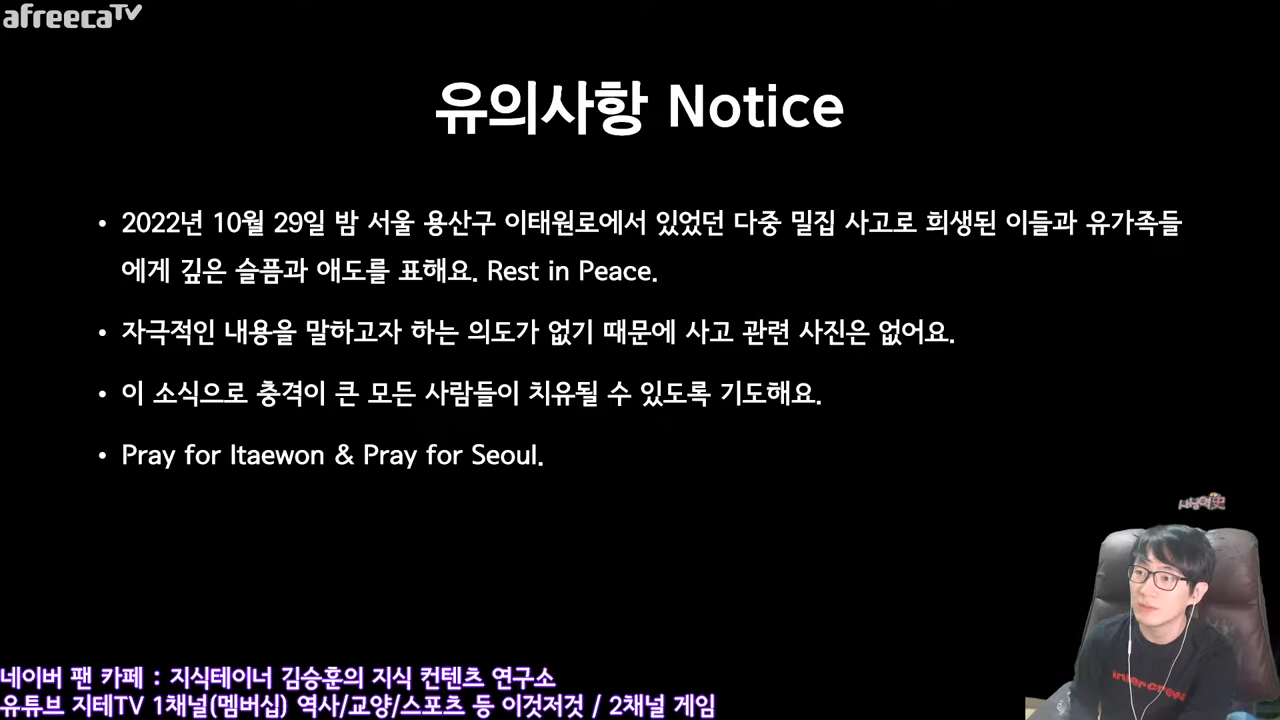 afreecaTV
유의사항 Notice
• 2022년 10월 29일 밤 서울 용산구 이태원로에서 있었던 다중 밀집 사고로 희생된 이들과 유가족들
에게 깊은 슬픔과 애도를 표해요. Rest in Peace.
• 자극적인 내용을 말하고자 하는 의도가 없기 때문에 사고 관련 사진은 없어요.
• 이 소식으로 충격이 큰 모든 사람들이 치유될 수 있도록 기도해요.
• Pray for Itaewon & Pray for Seoul.
intercrew
네이버 팬 카페 : 지식테이너 김승훈의 지식 컨텐츠 연구소
유튜브 지테TV 1채널(멤버십) 역사/교양/스포츠 등 이것저것 / 2채널 게임